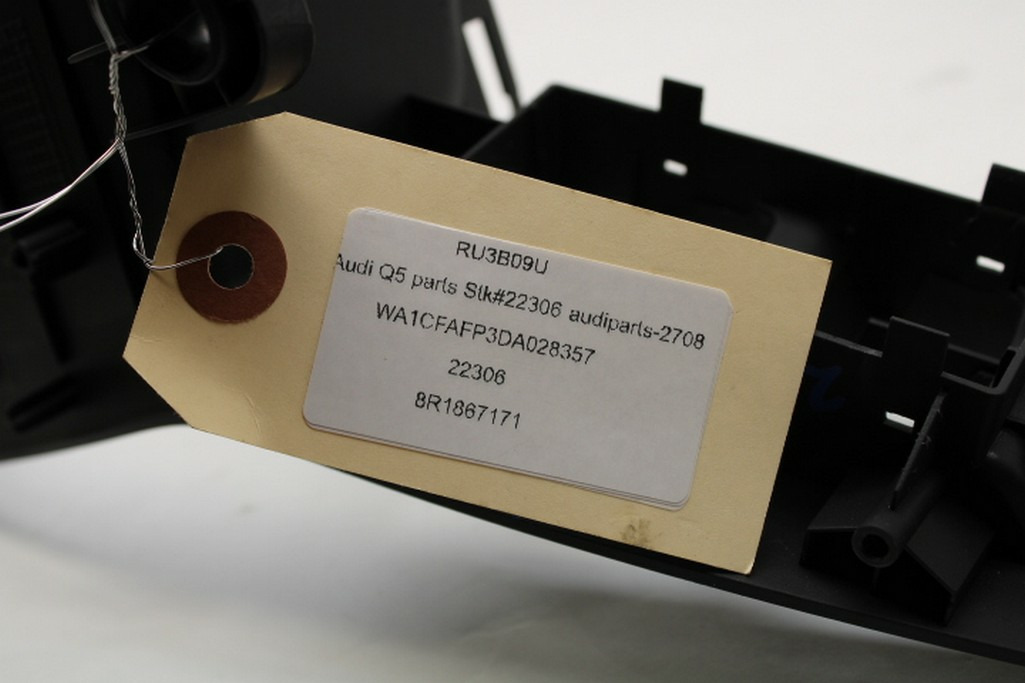 RU3B09U
Audi Q5 parts Stk#22306 audiparts-2708
WA1CFAFP3DA028357
22306
8R1867171